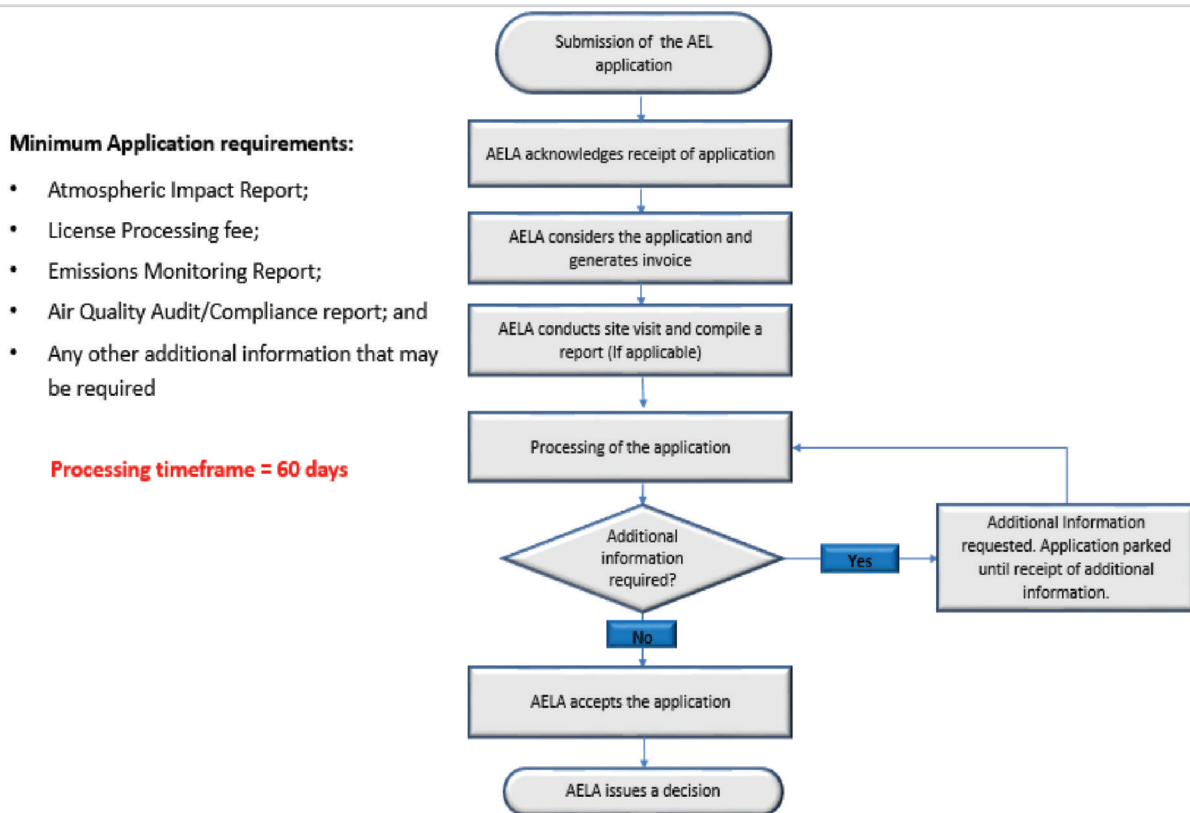 Submission of the AEL
application
Minimum Application requirements:
• Atmospheric Impact Report;
• License Processing fee;
• Emissions Monitoring Report;
• Air Quality Audit/Compliance report; and
• Any other additional information that may
be required
Processing timeframe = 60 days
AELA acknowledges receipt of application
AELA considers the application and
generates invoice
AELA conducts site visit and compile a
report (If applicable)
Processing of the application
Additional
information
required?
Yes
Additional Information
requested. Application parked
until receipt of additional
information.
No
AELA accepts the application
AELA issues a decision